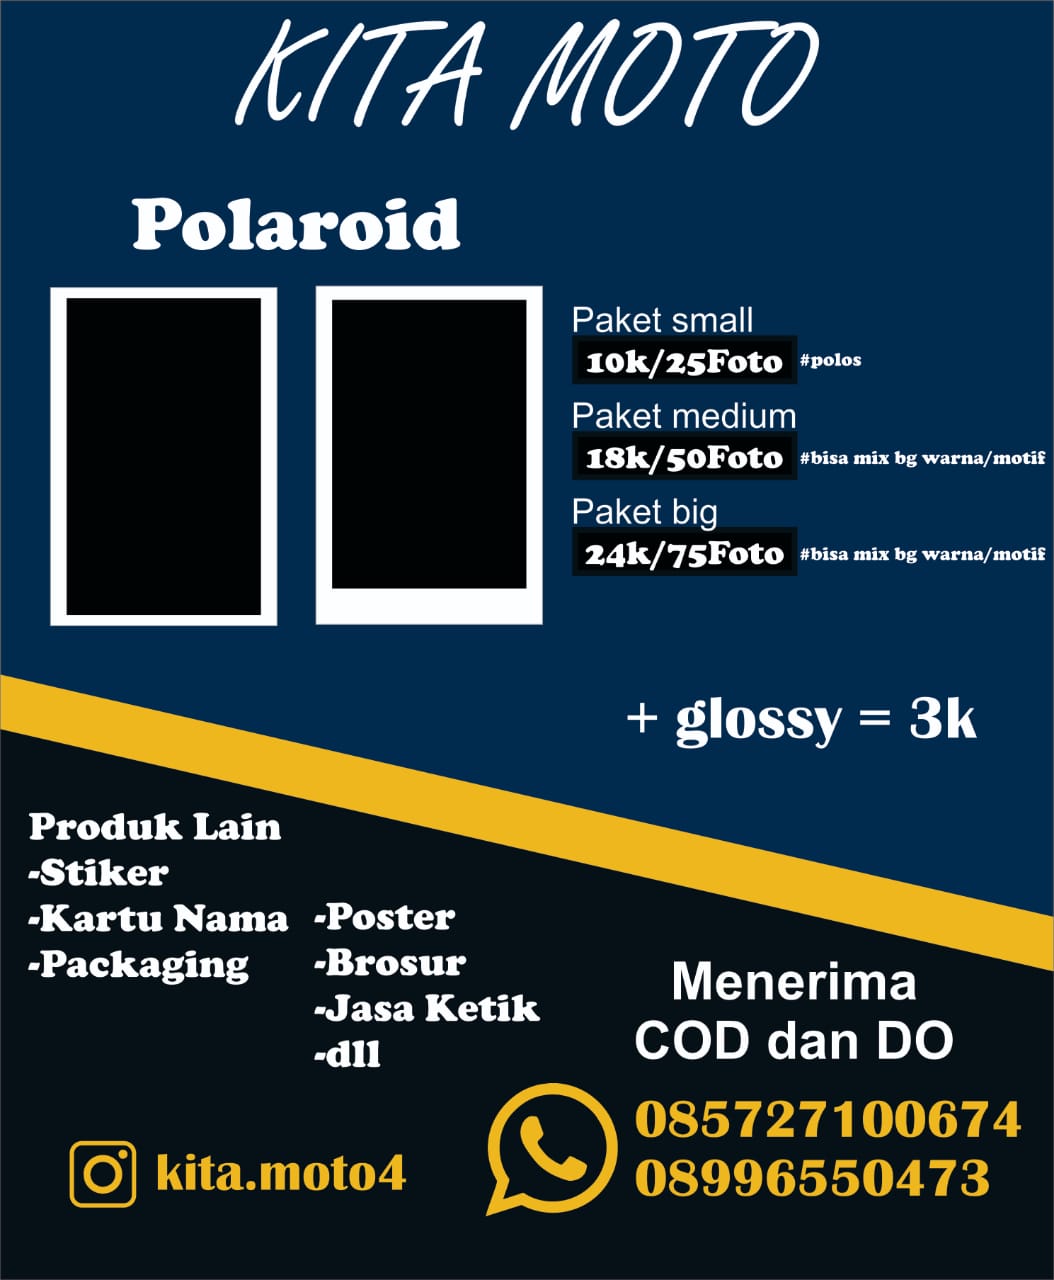 KITA MOTO
Polaroid
Paket small
10k/25Foto #polos
Paket medium
18k/50Foto #bisa mix bg warna/motif
Paket big
24k/75Foto #bisa mix bg warna/motif
+ glossy = 3k
Produk Lain
-Stiker
-Kartu Nama
-Packaging
-Poster
-Brosur
-Jasa Ketik
-dll
Menerima
COD dan DO
085727100674
08996550473
kita.moto4